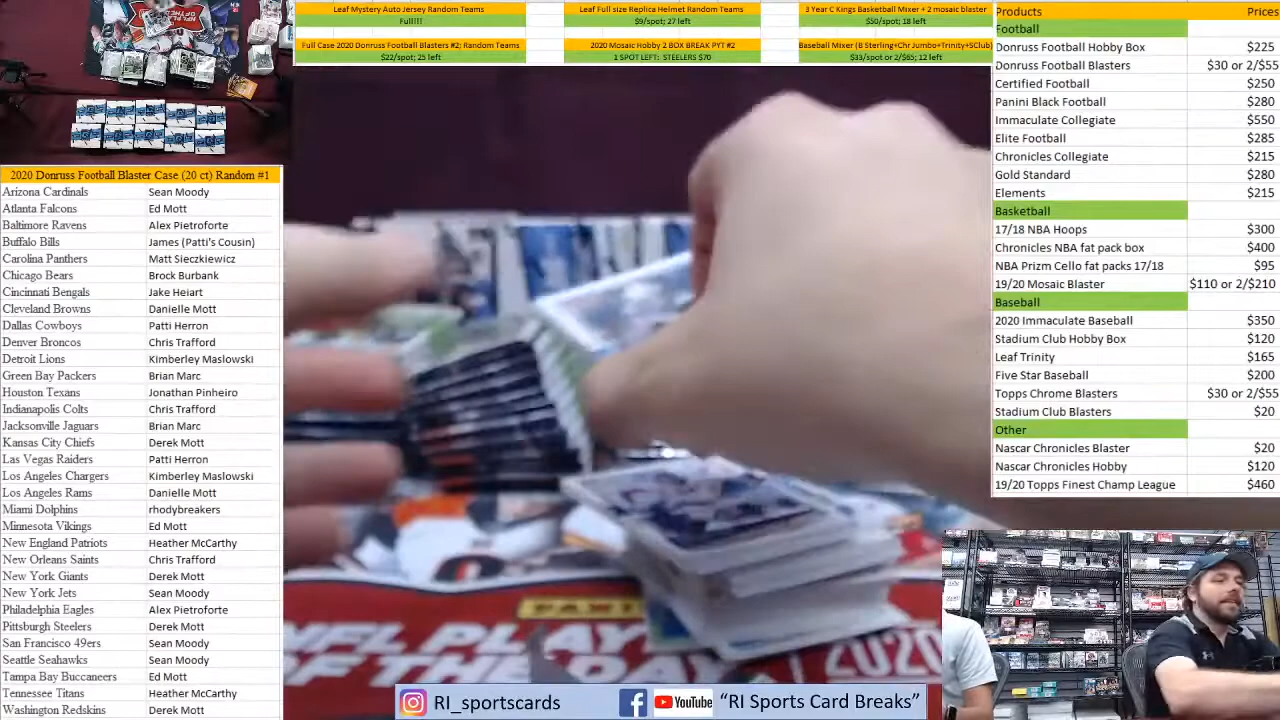 Leaf Mystery Auto Jersey Random Teams
Full!!!!
Leaf Full size Replica Helmet Random Teams
$9/spot; 27 left
3 Year C Kings Basketball Mixer + 2 mosaic blaster
$50/spot; 18 left
Full Case 2020 Donruss Football Blasters #2; Random Teams
$22/spot; 25 left
2020 Mosaic Hobby 2 BOX BREAK PYT #2
1 SPOT LEFT: STEELERS $70
Baseball Mixer (B Sterling+Chr Jumbo+Trinity+SClub)
$33/spot or 2/$65; 12 left
Products Prices
Football
Donruss Football Hobby Box $225
Donruss Football Blasters $30 or 2/$55
Certified Football $250
Panini Black Football $280
Immaculate Collegiate $550
Elite Football $285
Chronicles Collegiate $215
Gold Standard $280
Elements $215
Basketball
17/18 NBA Hoops $300
Chronicles NBA fat pack box $400
NBA Prizm Cello fat packs 17/18 $95
19/20 Mosaic Blaster $110 or 2/$210
Baseball
2020 Immaculate Baseball $350
Stadium Club Hobby Box $120
Leaf Trinity $165
Five Star Baseball $200
Topps Chrome Blasters $30 or 2/$55
Stadium Club Blasters $20
Other
Nascar Chronicles Blaster $20
Nascar Chronicles Hobby $120
19/20 Topps Finest Champ League $460
2020 Donruss Football Blaster Case (20 ct) Random #1
Arizona Cardinals Sean Moody
Atlanta Falcons Ed Mott
Baltimore Ravens Alex Pietroforte
Buffalo Bills James (Patti's Cousin)
Carolina Panthers Matt Sieczkiewicz
Chicago Bears Brock Burbank
Cincinnati Bengals Jake Heiart
Cleveland Browns Danielle Mott
Dallas Cowboys Patti Herron
Denver Broncos Chris Trafford
Detroit Lions Kimberley Maslowski
Green Bay Packers Brian Marc
Houston Texans Jonathan Pinheiro
Indianapolis Colts Chris Trafford
Jacksonville Jaguars Brian Marc
Kansas City Chiefs Derek Mott
Las Vegas Raiders Patti Herron
Los Angeles Chargers Kimberley Maslowski
Los Angeles Rams Danielle Mott
Miami Dolphins rhodybreakers
Minnesota Vikings Ed Mott
New England Patriots Heather McCarthy
New Orleans Saints Chris Trafford
New York Giants Derek Mott
New York Jets Sean Moody
Philadelphia Eagles Alex Pietroforte
Pittsburgh Steelers Derek Mott
San Francisco 49ers Sean Moody
Seattle Seahawks Sean Moody
Tampa Bay Buccaneers Ed Mott
Tennessee Titans Heather McCarthy
Washington Redskins Derek Mott
NFL PLAY
2020
RI_sportscards
YouTube "RI Sports Card Breaks"